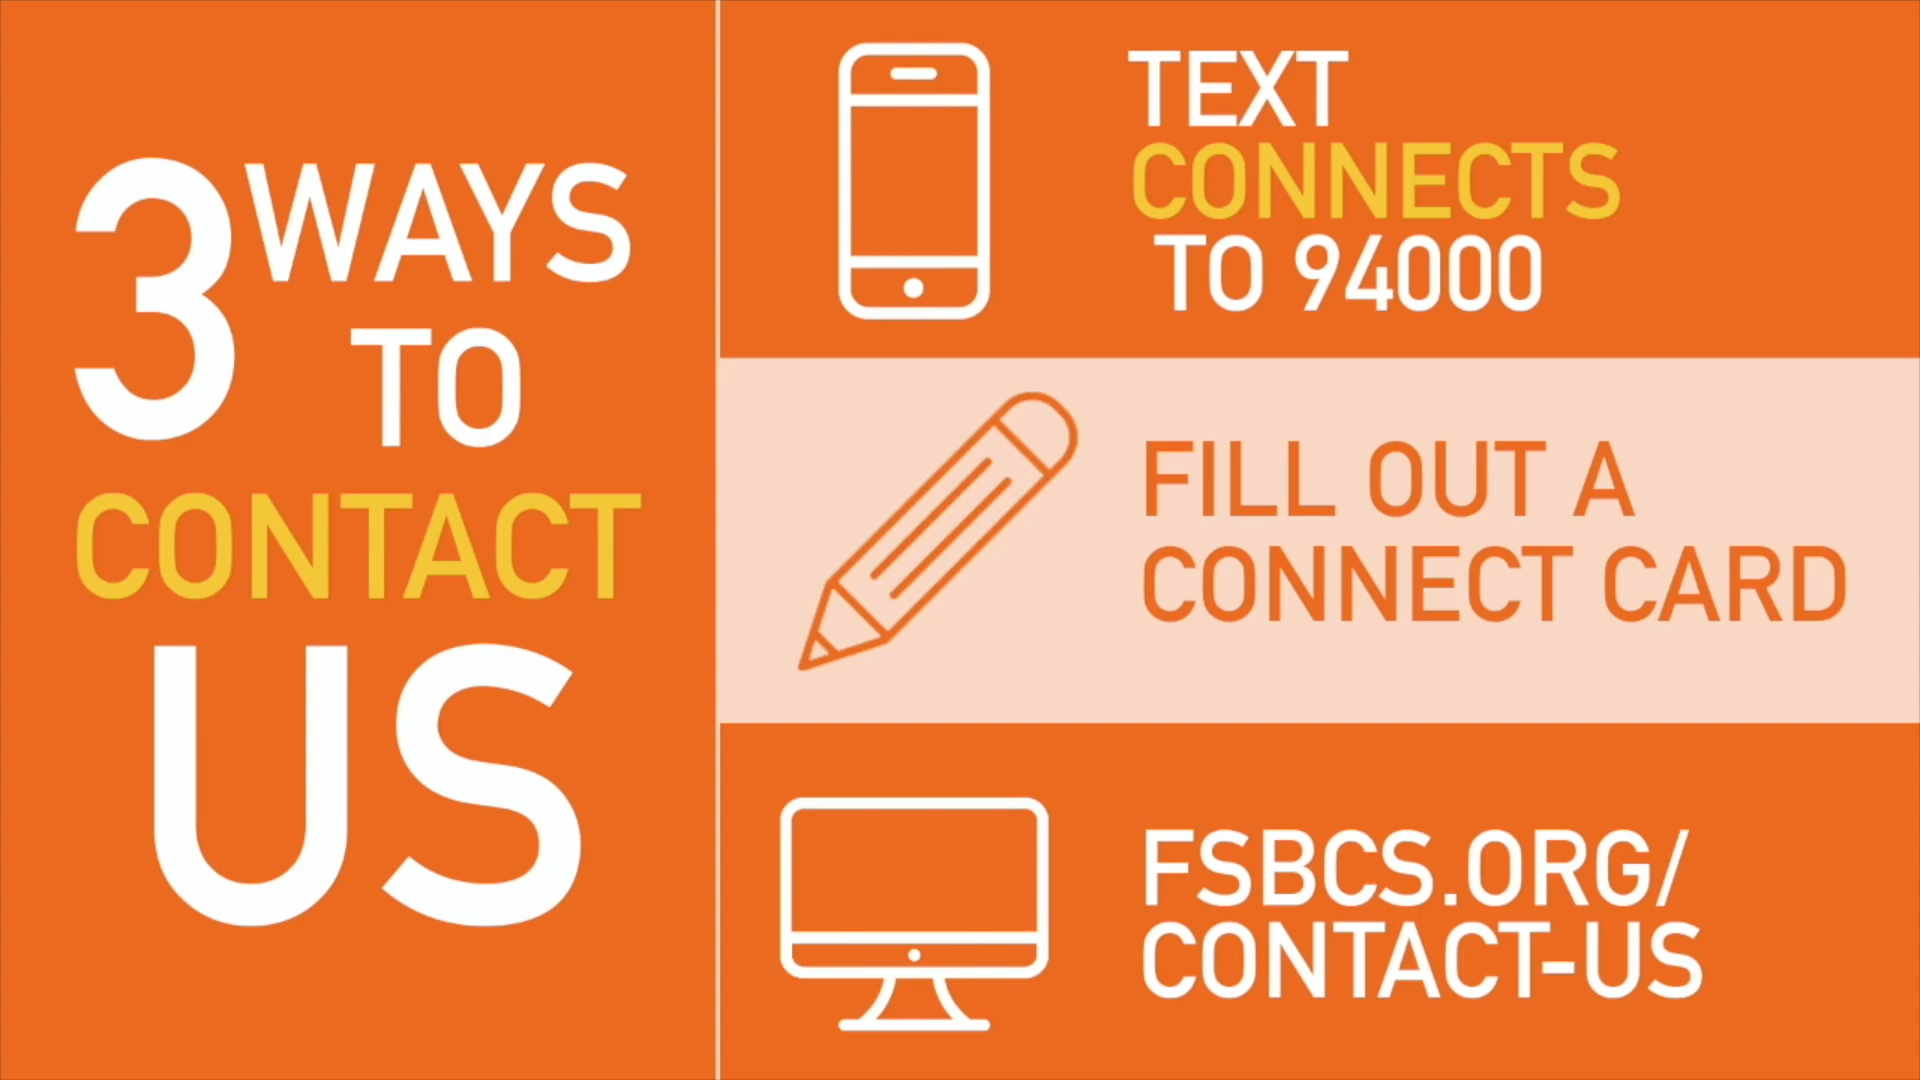 3 WAYS
TO
CONTACT
US
TEXT
CONNECTS
TO 94000
FILL OUT A
CONNECT CARD
FSBCS.ORG/
CONTACT-US